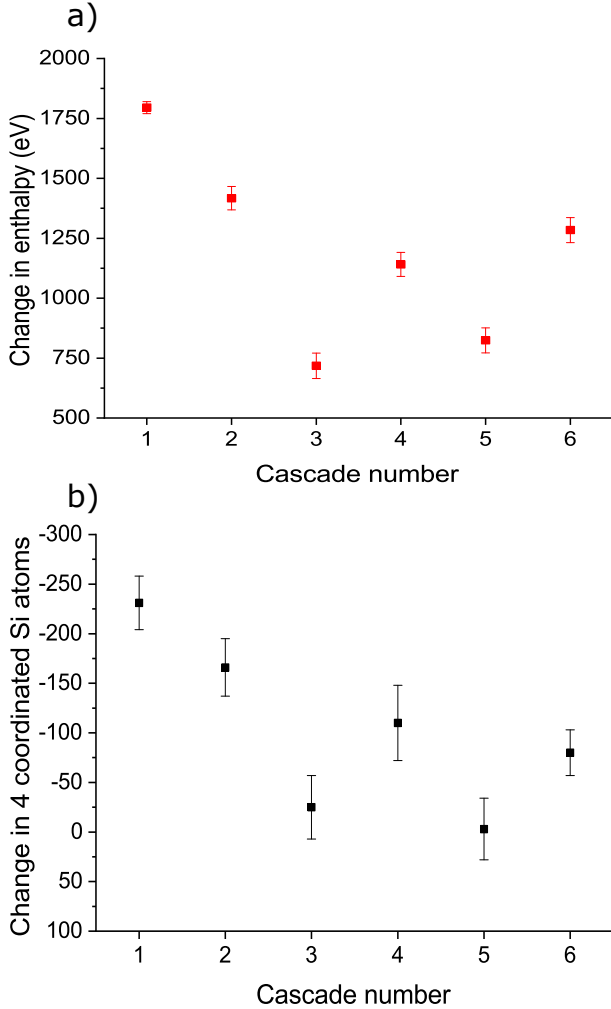 a)
2000
1750
1500
1250
1000
750
500
Change in enthalpy (eV)
1 2 3 4 5 6
Cascade number
b)
-300
-250
-200
-150
-100
-50
0
50
100
Change in 4 coordinated Si atoms
1 2 3 4 5 6
Cascade number